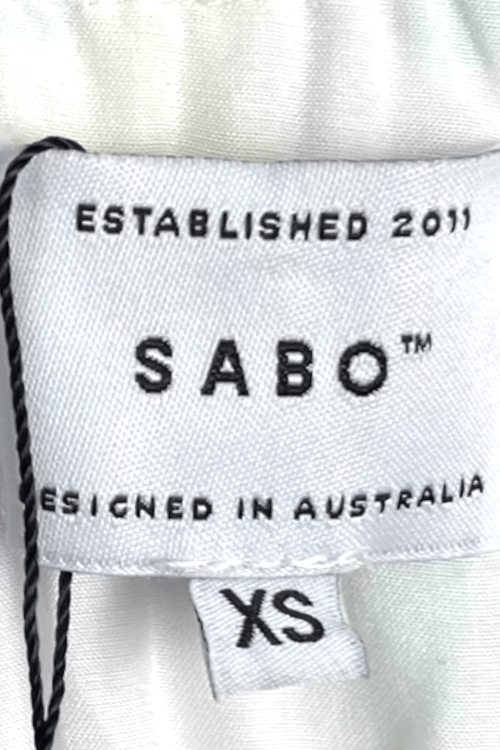 ESTABLISHED 2011
SABO™
ESIGNED IN AUSTRALIA
XS